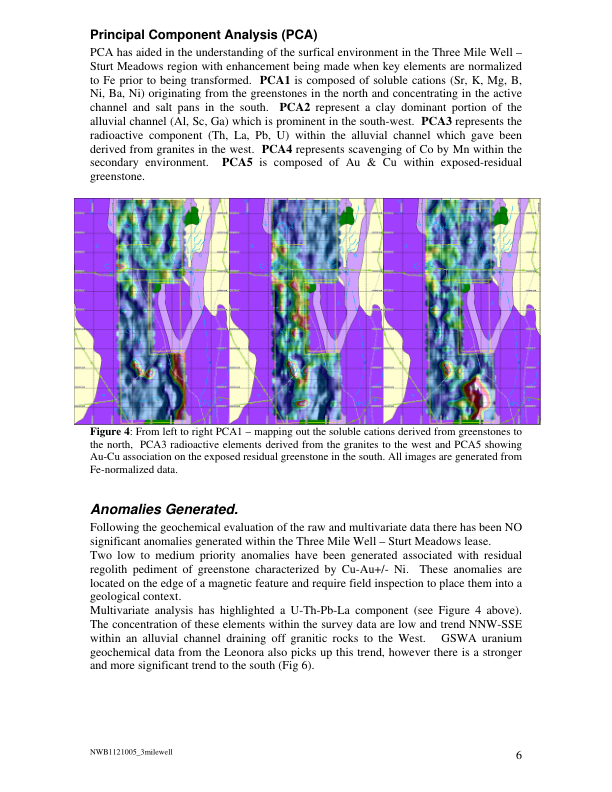 Principal Component Analysis (PCA)
PCA has aided in the understanding of the surfical environment in the Three Mile Well –
Sturt Meadows region with enhancement being made when key elements are normalized
to Fe prior to being transformed. PCA1 is composed of soluble cations (Sr, K, Mg, B,
Ni, Ba, Ni) originating from the greenstones in the north and concentrating in the active
channel and salt pans in the south. PCA2 represent a clay dominant portion of the
alluvial channel (Al, Sc, Ga) which is prominent in the south-west. PCA3 represents the
radioactive component (Th, La, Pb, U) within the alluvial channel which gave been
derived from granites in the west. PCA4 represents scavenging of Co by Mn within the
secondary environment. PCA5 is composed of Au & Cu within exposed-residual
greenstone.
Figure 4: From left to right PCA1 – mapping out the soluble cations derived from greenstones to
the north, PCA3 radioactive elements derived from the granites to the west and PCA5 showing
Au-Cu association on the exposed residual greenstone in the south. All images are generated from
Fe-normalized data.
Anomalies Generated.
Following the geochemical evaluation of the raw and multivariate data there has been NO
significant anomalies generated within the Three Mile Well – Sturt Meadows lease.
Two low to medium priority anomalies have been generated associated with residual
regolith pediment of greenstone characterized by Cu-Au+/- Ni. These anomalies are
located on the edge of a magnetic feature and require field inspection to place them into a
geological context.
Multivariate analysis has highlighted a U-Th-Pb-La component (see Figure 4 above).
The concentration of these elements within the survey data are low and trend NNW-SSE
within an alluvial channel draining off granitic rocks to the West. GSWA uranium
geochemical data from the Leonora also picks up this trend, however there is a stronger
and more significant trend to the south (Fig 6).
NWB1121005_3milewell
6